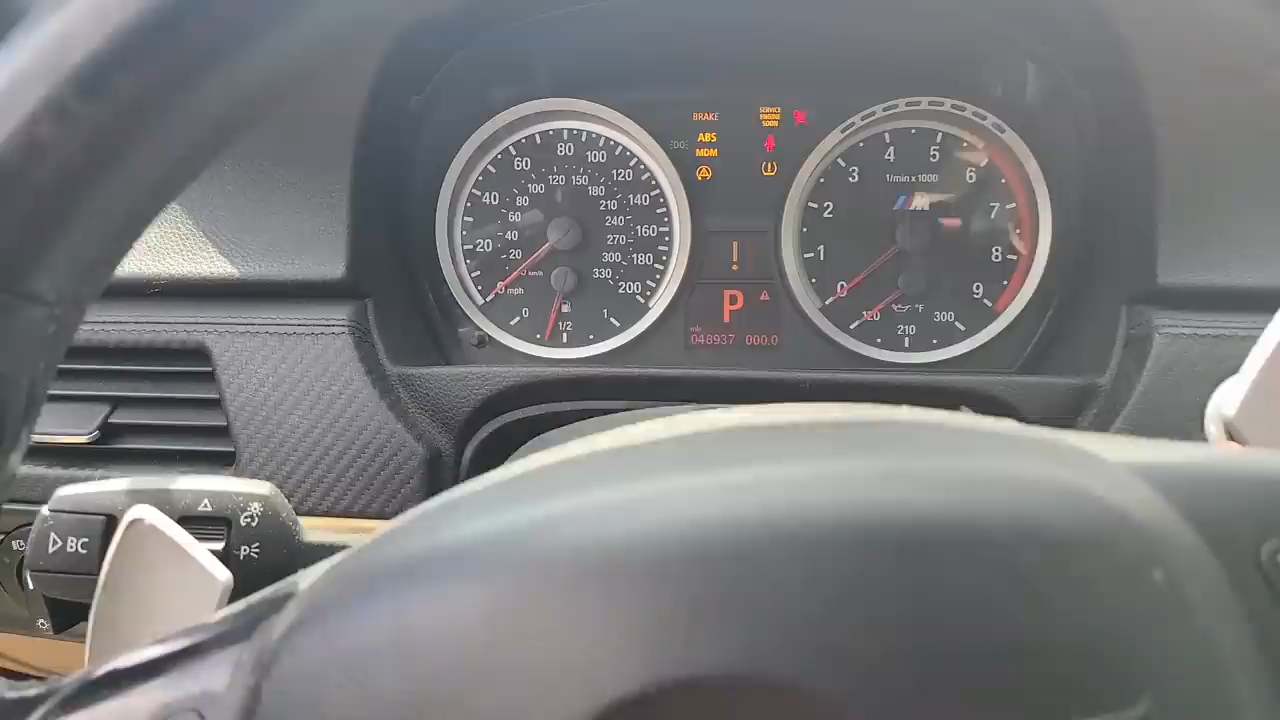 0
20
40
60
80
100
120
140
160
180
200
mph
20
40
60
80
100
120
150
180
210
240
270
300
330
km/h
0
1/2
1
BRAKE
ABS
MDM
SERVICE
ENGINE
SOON
!
P
mls
048937 000.0
0
1
2
3
4
5
6
7
8
9
1/min x 1000
M
120
210
300
°F
BC
P